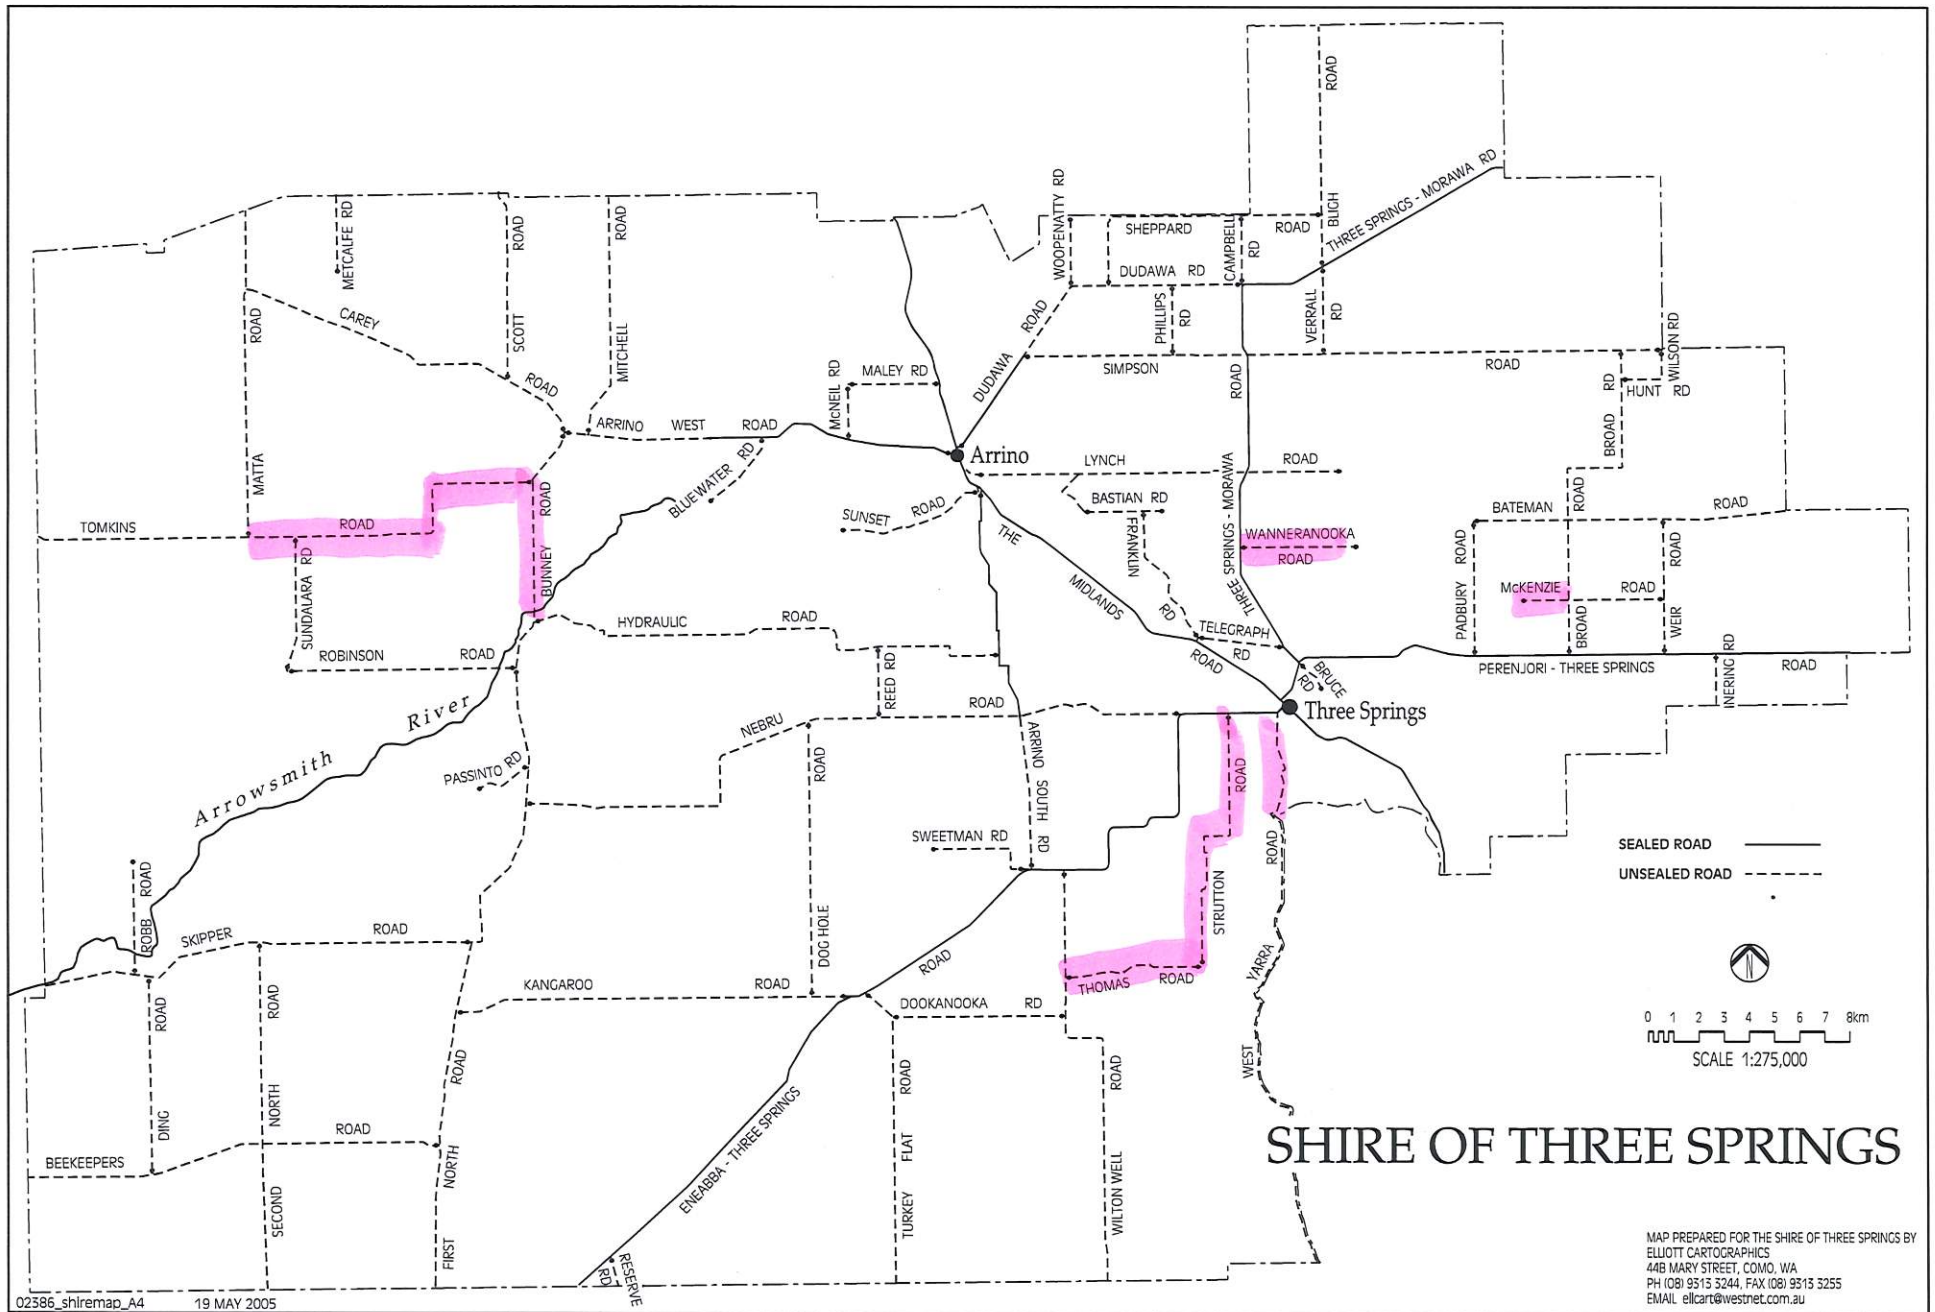 ROAD
THREE SPRINGS - MORAWA RD
WOOPENATTY RD
BLIGH
SHEPPARD
ROAD
CAMPBELL
RD
METCALFE RD
ROAD
ROAD
DUDAWA RD
PHILLIPS
RD
VERRALL
RD
ROAD
CAREY
SCOTT
MITCHELL
ROAD
McNEIL RD
MALEY RD
DUDAWA
ROAD
SIMPSON
ROAD
ROAD
WILSON RD
RD
HUNT RD
BROAD
ARRINO WEST ROAD
Arrino
LYNCH
ROAD
MATTA
BLUEWATER RD
SUNSET ROAD
BASTIAN RD
FRANKLIN
RD
THREE SPRINGS - MORAWA
THREE
WANNERANOOKA
ROAD
BATEMAN
ROAD
ROAD
TOMKINS
ROAD
ROAD
BUNNEY
SUNDALARA RD
THE
MIDLANDS
ROAD
PADBURY ROAD
McKENZIE
ROAD
ROAD
BROAD
WEIR
HYDRAULIC
ROAD
TELEGRAPH
RD
BRUCE
RD
ROBINSON
ROAD
REED RD
PERENJORI - THREE SPRINGS
ROAD
INERING RD
Arrowsmith River
NEBRU
ROAD
Three Springs
PASSINTO RD
ROAD
DOG HOLE
ARRINO SOUTH RD
ROAD
STRUTTON
ROAD
YARRA
WEST
SWEETMAN RD
SEALED ROAD
UNSEALED ROAD
ROBB ROAD
SKIPPER
ROAD
N
KANGAROO
ROAD
ROAD
THOMAS
ROAD
DOOKANOOKA
RD
ROAD
DING
ROAD
NORTH
SECOND
ROAD
NORTH
FIRST
0 1 2 3 4 5 6 7 8km
SCALE 1:275,000
ROAD
TURKEY FLAT
ROAD
WILTON WELL
ENEABBA - THREE SPRINGS
BEEKEEPERS
ROAD
SHIRE OF THREE SPRINGS
RESERVE
RD
MAP PREPARED FOR THE SHIRE OF THREE SPRINGS BY
ELLIOTT CARTOGRAPHICS
44B MARY STREET, COMO, WA
PH (08) 9313 3244, FAX (08) 9313 3255
EMAIL ellcart@westnet.com.au
02386_shiremap_A4
19 MAY 2005